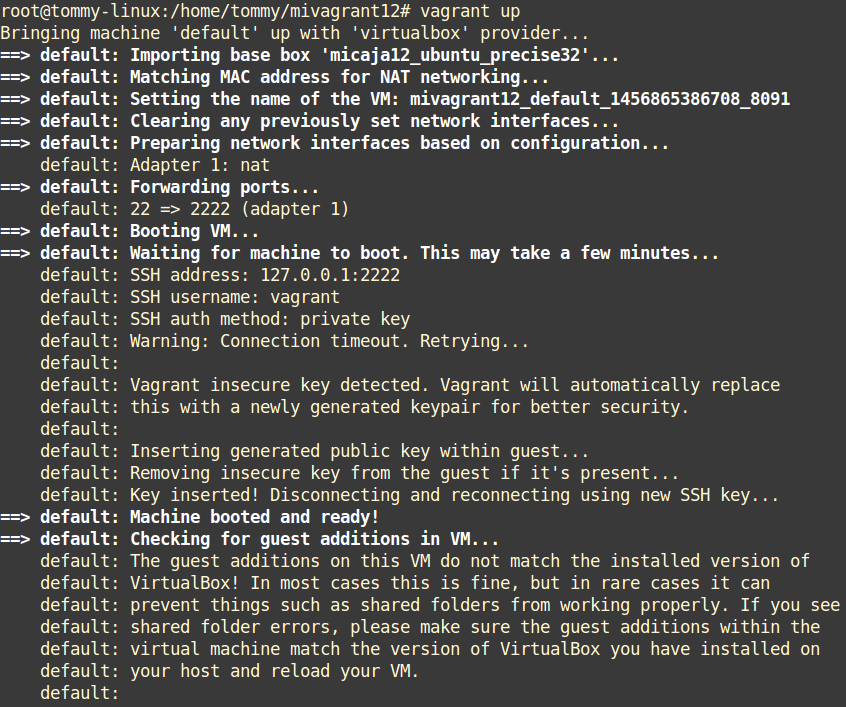 root@tommy-linux:/home/tommy/mivagrant12# vagrant up
Bringing machine 'default' up with 'virtualbox' provider...
==> default: Importing base box 'micaja12_ubuntu_precise32'...
==> default: Matching MAC address for NAT networking...
==> default: Setting the name of the VM: mivagrant12_default_1456865386708_8091
==> default: Clearing any previously set network interfaces...
==> default: Preparing network interfaces based on configuration...
    default: Adapter 1: nat
==> default: Forwarding ports...
    default: 22 => 2222 (adapter 1)
==> default: Booting VM...
==> default: Waiting for machine to boot. This may take a few minutes...
    default: SSH address: 127.0.0.1:2222
    default: SSH username: vagrant
    default: SSH auth method: private key
    default: Warning: Connection timeout. Retrying...
    default:
    default: Vagrant insecure key detected. Vagrant will automatically replace
    default: this with a newly generated keypair for better security.
    default:
    default: Inserting generated public key within guest...
    default: Removing insecure key from the guest if it's present...
    default: Key inserted! Disconnecting and reconnecting using new SSH key...
==> default: Machine booted and ready!
==> default: Checking for guest additions in VM...
    default: The guest additions on this VM do not match the installed version of
    default: VirtualBox! In most cases this is fine, but in rare cases it can
    default: prevent things such as shared folders from working properly. If you see
    default: shared folder errors, please make sure the guest additions within the
    default: virtual machine match the version of VirtualBox you have installed on
    default: your host and reload your VM.
    default: